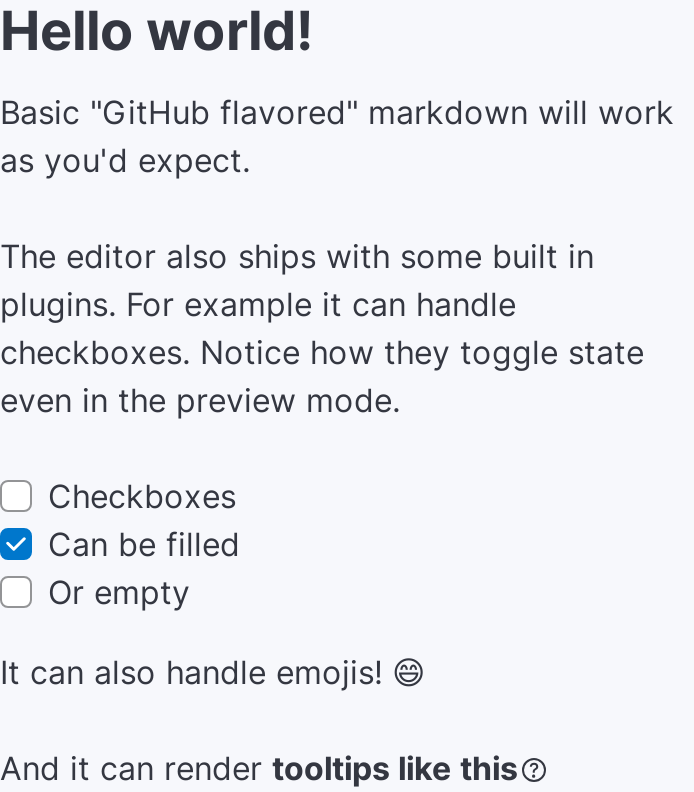 Hello world!
Basic "GitHub flavored" markdown will work
as you'd expect.
The editor also ships with some built in
plugins. For example it can handle
checkboxes. Notice how they toggle state
even in the preview mode.
Checkboxes
Can be filled
Or empty
It can also handle emojis! 😄
And it can render tooltips like this